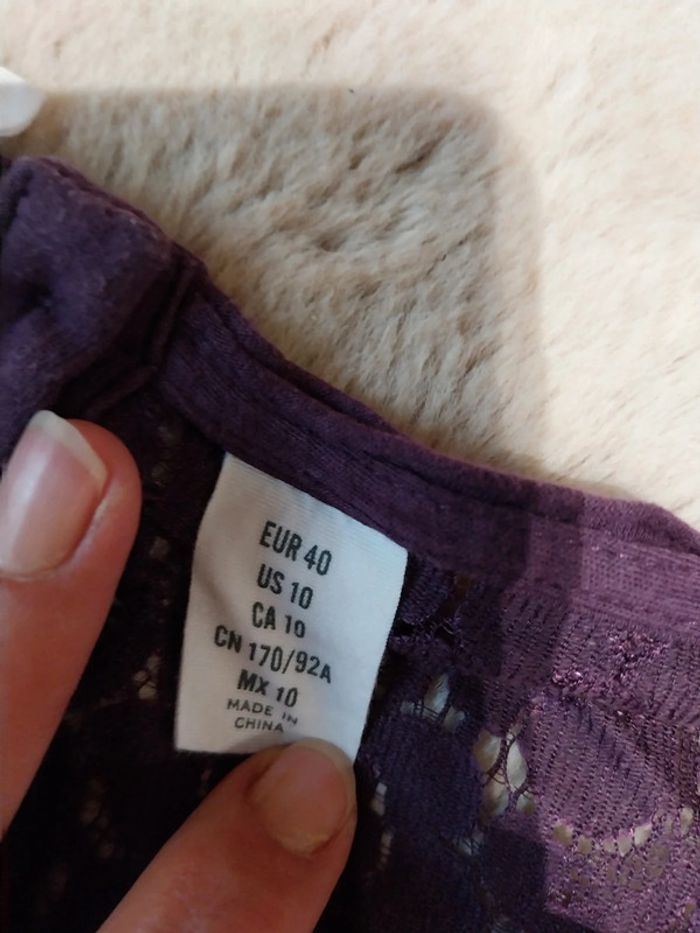 EUR 40
US 10
CA 10
CN 170/92A
MX 10
MADE IN
CHINA